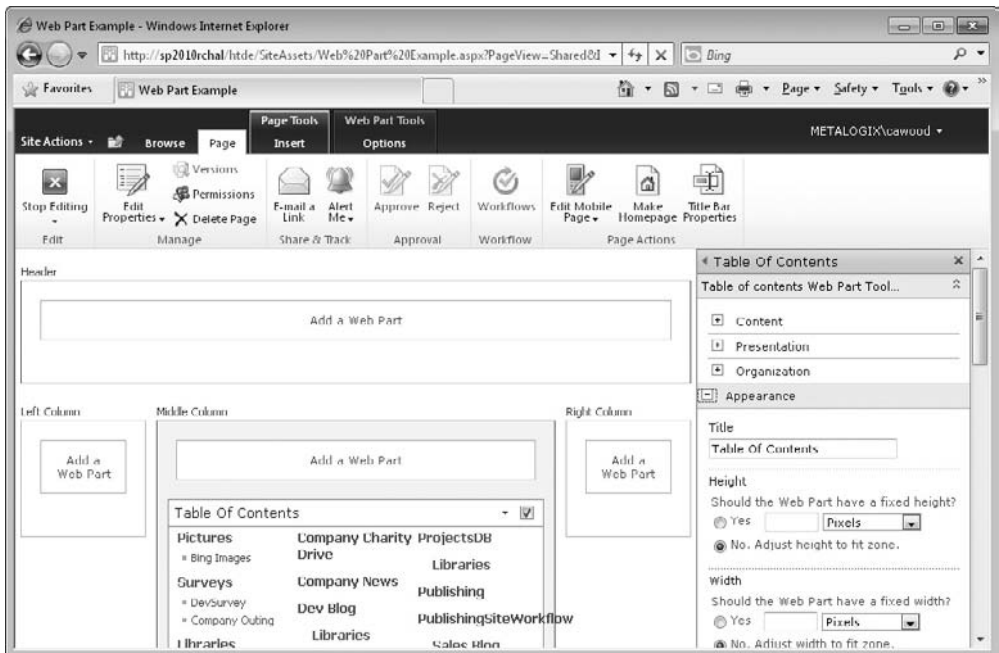 Web Part Example - Windows Internet Explorer
http://sp2010rchal/htde/SiteAssets/Web%20Part%20Example.aspx?PageView=Shared&I
Bing
Favorites
Web Part Example
Page
Safety
Tools
Page Tools
Web Part Tools
METALOGIX\cawood
Site Actions
Browse
Page
Insert
Options
Stop Editing
Edit Properties
Versions
Permissions
Delete Page
E-mail a Link
Alert Me
Approve
Reject
Workflows
Edit Mobile Page
Make Homepage
Title Bar Properties
Edit
Manage
Share & Track
Approval
Workflow
Page Actions
Header
Add a Web Part
Left Column
Add a
Web Part
Middle Column
Add a Web Part
Right Column
Add a
Web Part
Table Of Contents
Pictures
Bing Images
Surveys
DevSurvey
Company Outing
Libraries
Company Charity
Drive
Company News
Dev Blog
Libraries
ProjectsDB
Libraries
Publishing
PublishingSiteWorkflow
Sales Blog
Table Of Contents
Table of contents Web Part Tool...
Content
Presentation
Organization
Appearance
Title
Table Of Contents
Height
Should the Web Part have a fixed height?
Yes
Pixels
No. Adjust height to fit zone.
Width
Should the Web Part have a fixed width?
Yes
Pixels
No. Adjust width to fit zone.